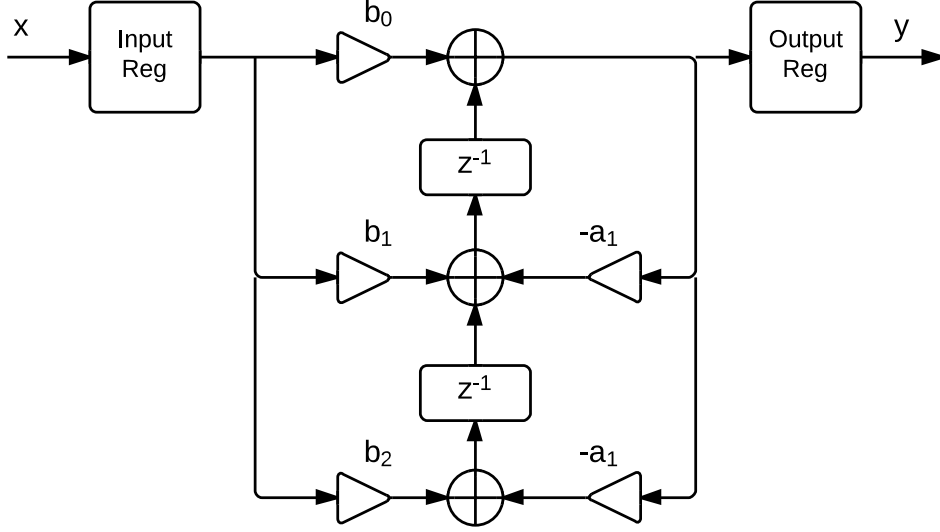 x
Input
Reg
b₀
Output
Reg
y
z⁻¹
b₁
-a₁
z⁻¹
b₂
-a₁